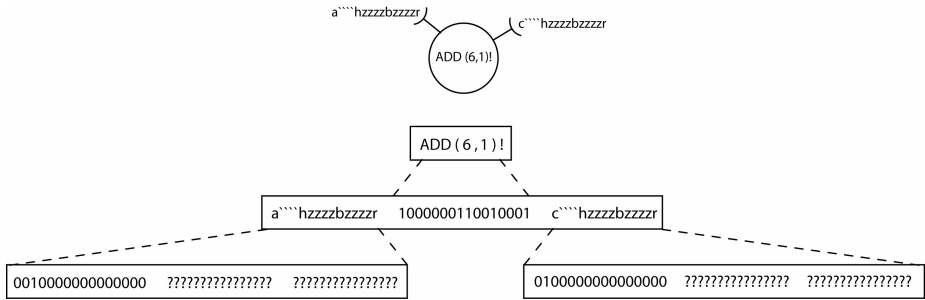 a````hzzzzbzzzzr
c````hzzzzbzzzzr
ADD (6,1)!
ADD ( 6 , 1 ) !
a````hzzzzbzzzzr 1000000110010001 c````hzzzzbzzzzr
0010000000000000 ???????????????? ???????????????? 0100000000000000 ???????????????? ????????????????